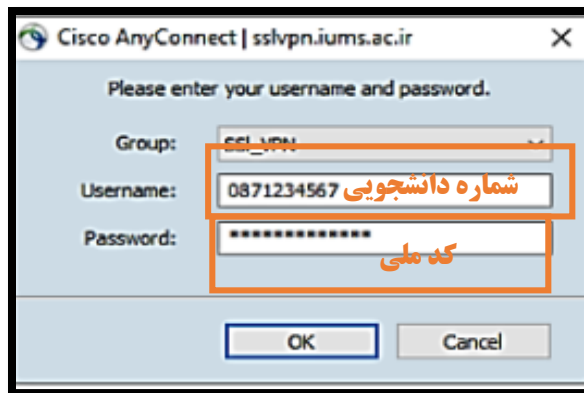 Cisco AnyConnect | sslvpn.iums.ac.ir
Please enter your username and password.
Group: SSl_VPN
Username: 0871234567 شماره دانشجویی
Password: *************
کد ملی
OK Cancel